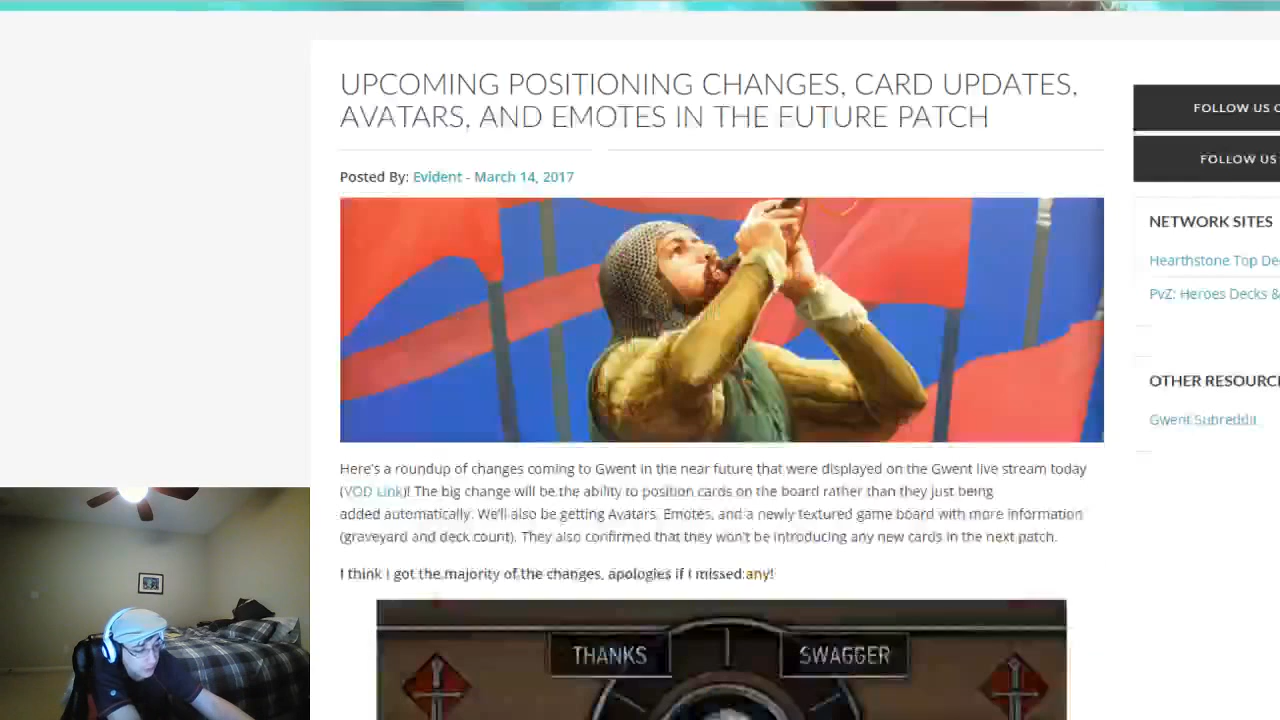 UPCOMING POSITIONING CHANGES, CARD UPDATES,
AVATARS, AND EMOTES IN THE FUTURE PATCH
Posted By: Evident - March 14, 2017
Here's a roundup of changes coming to Gwent in the near future that were displayed on the Gwent live stream today
(VOD Link)! The big change will be the ability to position cards on the board rather than they just being
added automatically. We'll also be getting Avatars, Emotes, and a newly textured game board with more information
(graveyard and deck count). They also confirmed that they won't be introducing any new cards in the next patch.
I think I got the majority of the changes, apologies if I missed any!
THANKS
SWAGGER
FOLLOW US
FOLLOW US
NETWORK SITES
Hearthstone Top
PvZ: Heroes Decks &
OTHER
Gwent Subreddit